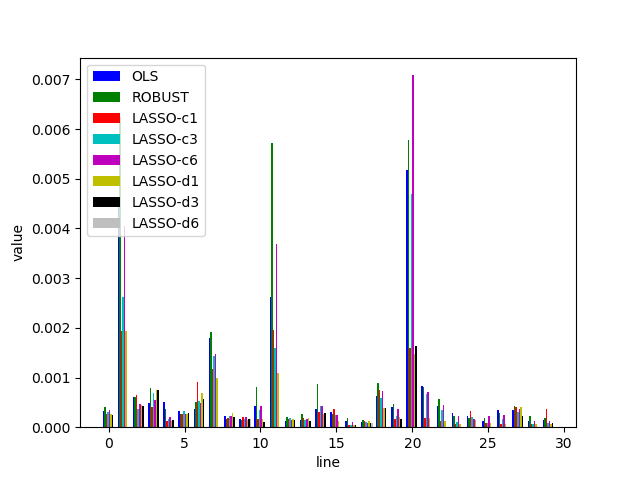 0.007
0.006
0.005
0.004
0.003
0.002
0.001
0.000
value
OLS
ROBUST
LASSO-c1
LASSO-c3
LASSO-c6
LASSO-d1
LASSO-d3
LASSO-d6
0 5 10 15 20 25 30
line